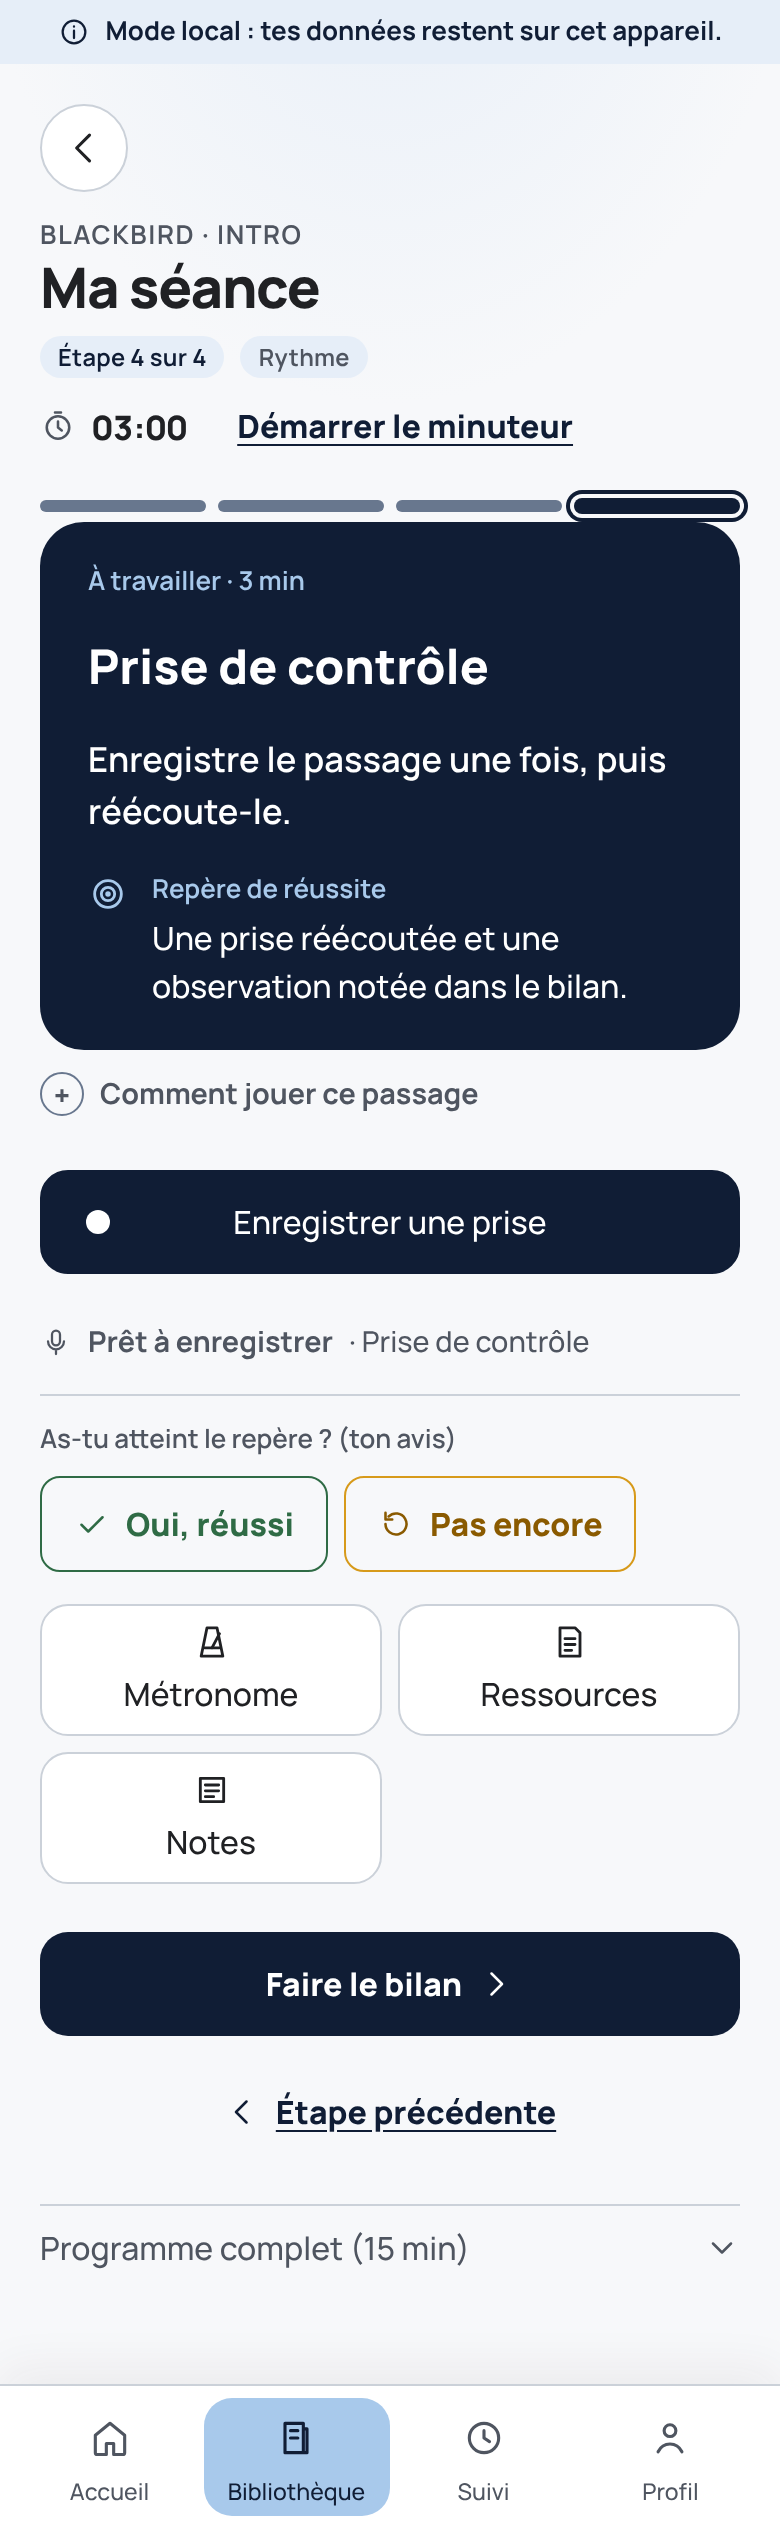 Mode local : tes données restent sur cet appareil.
BLACKBIRD · INTRO
Ma séance
Étape 4 sur 4 Rythme
03:00 Démarrer le minuteur
À travailler · 3 min
Prise de contrôle
Enregistre le passage une fois, puis
réécoute-le.
Repère de réussite
Une prise réécoutée et une
observation notée dans le bilan.
Comment jouer ce passage
Enregistrer une prise
Prêt à enregistrer · Prise de contrôle
As-tu atteint le repère ? (ton avis)
Oui, réussi Pas encore
Métronome Ressources
Notes
Faire le bilan
Étape précédente
Programme complet (15 min)
Accueil Bibliothèque Suivi Profil